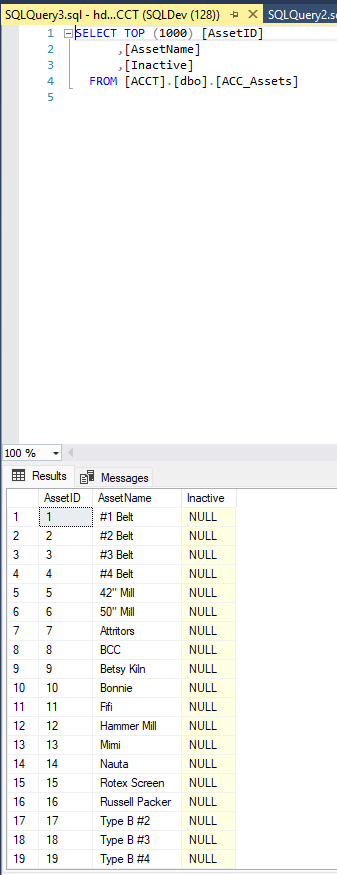 SQLQuery3.sql - hd...CCT (SQLDev (128)) SQLQuery2.s
1 SELECT TOP (1000) [AssetID]
2 ,[AssetName]
3 ,[Inactive]
4 FROM [ACCT].[dbo].[ACC_Assets]
5
100 %
Results Messages
AssetID AssetName Inactive
1 1 #1 Belt NULL
2 2 #2 Belt NULL
3 3 #3 Belt NULL
4 4 #4 Belt NULL
5 5 42" Mill NULL
6 6 50" Mill NULL
7 7 Attritors NULL
8 8 BCC NULL
9 9 Betsy Kiln NULL
10 10 Bonnie NULL
11 11 Fifi NULL
12 12 Hammer Mill NULL
13 13 Mimi NULL
14 14 Nauta NULL
15 15 Rotex Screen NULL
16 16 Russell Packer NULL
17 17 Type B #2 NULL
18 18 Type B #3 NULL
19 19 Type B #4 NULL